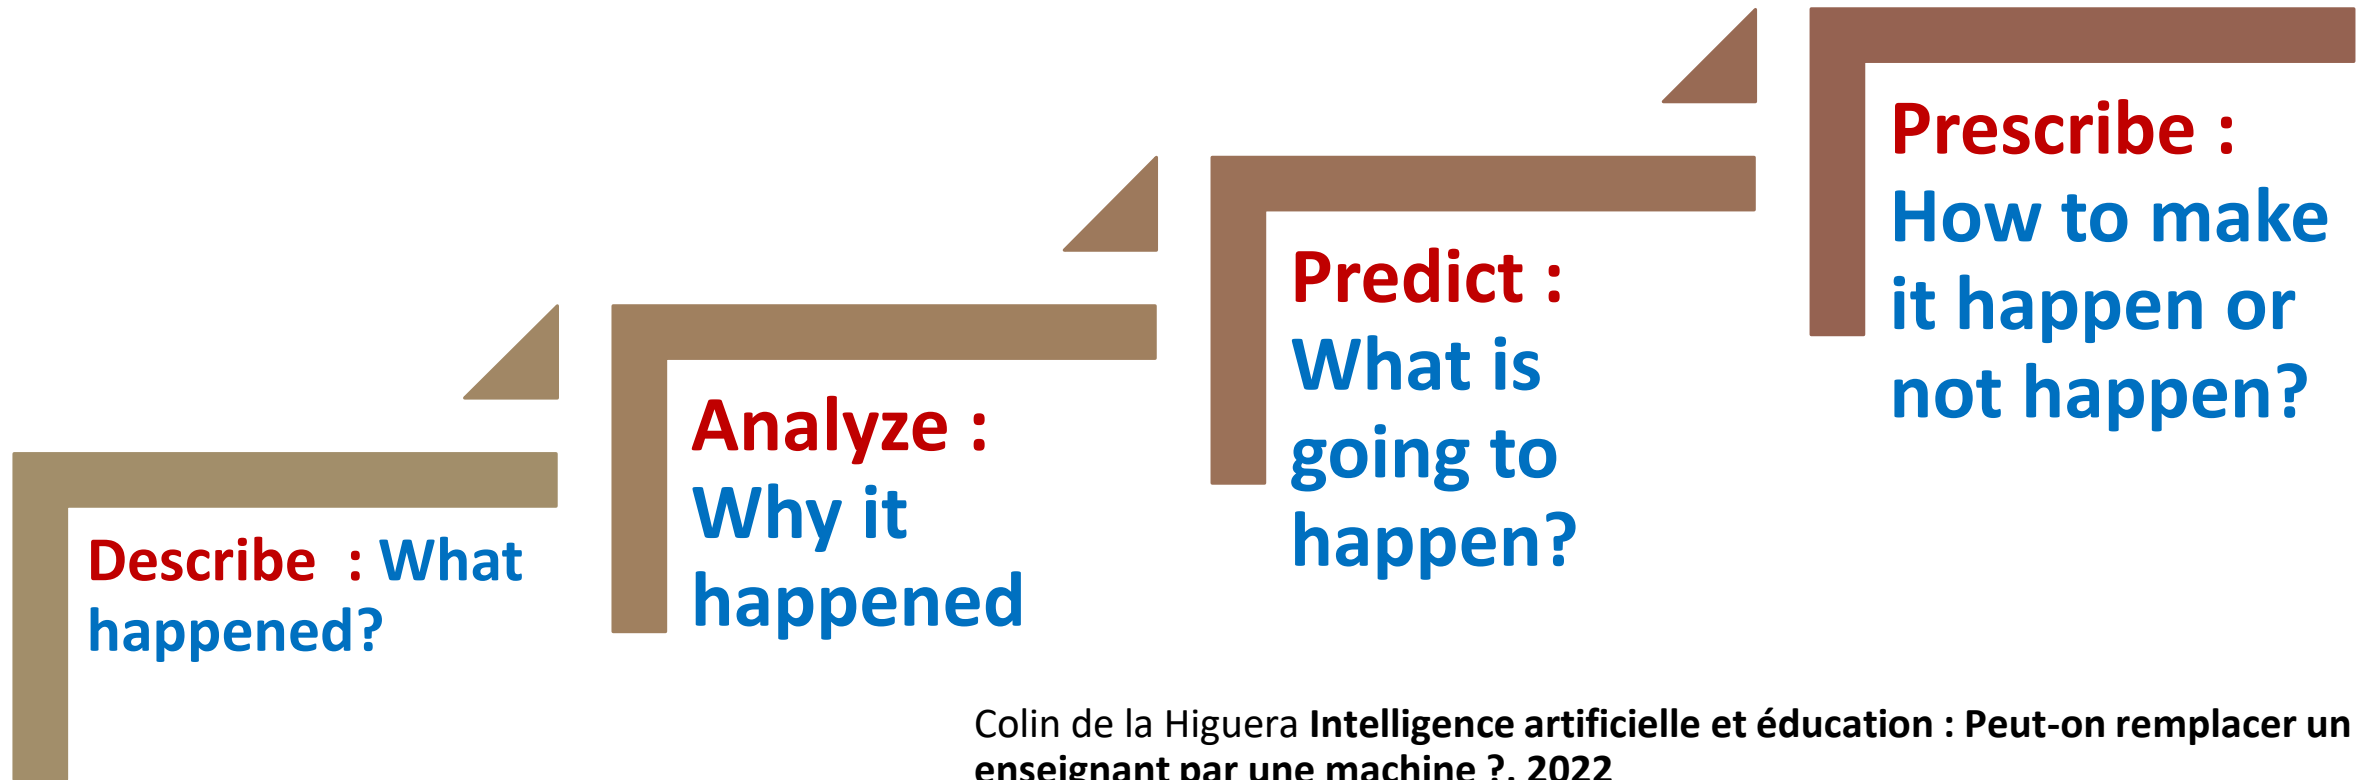 Describe  : What
happened?
Analyze :
Why it
happened
Predict :
What is
going to
happen?
Prescribe :
How to make
it happen or
not happen?
Colin de la Higuera Intelligence artificielle et éducation : Peut-on remplacer un
enseignant par une machine ?. 2022